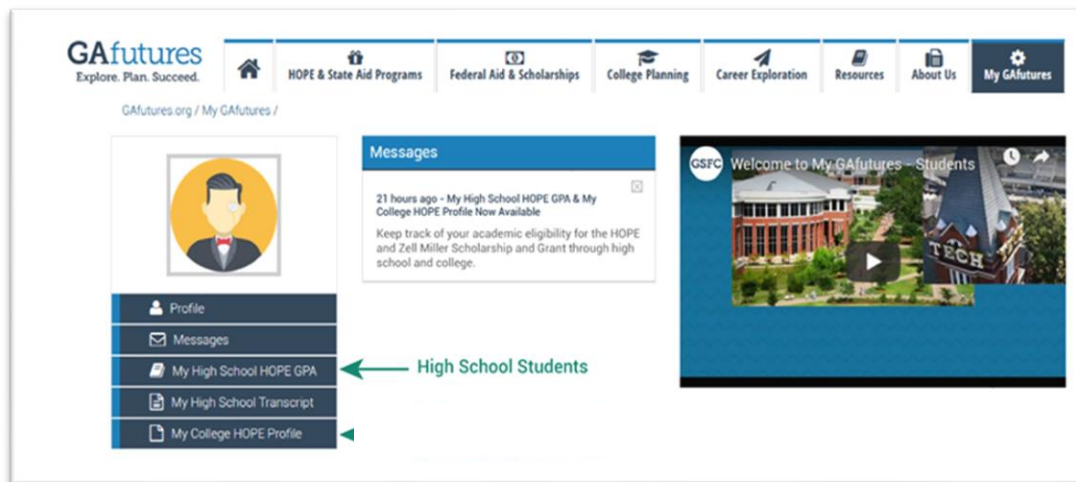 GAfutures
Explore. Plan. Succeed.
HOPE & State Aid Programs
Federal Aid & Scholarships
College Planning
Career Exploration
Resources
About Us
My GAfutures
GAfutures.org / My GAfutures /
Messages
21 hours ago - My High School HOPE GPA & My
College HOPE Profile Now Available
Keep track of your academic eligibility for the HOPE
and Zell Miller Scholarship and Grant through high
school and college.
GSFC Welcome to My GAfutures - Students
TECH
Profile
Messages
My High School HOPE GPA
High School Students
My High School Transcript
My College HOPE Profile